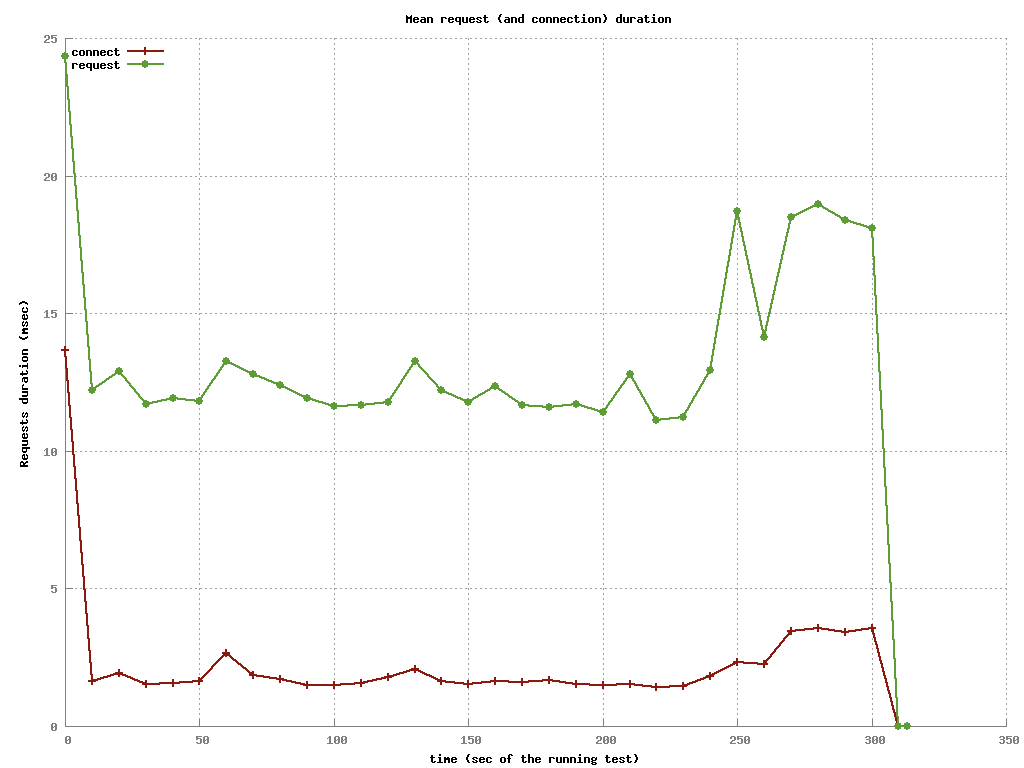 Mean request (and connection) duration
connect
request
25
20
15
10
5
0
Requests duration (msec)
0 50 100 150 200 250 300 350
time (sec of the running test)